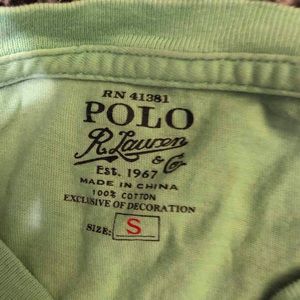 RN 41381
POLO
R. Lauren
& Co
EST. 1967
MADE IN CHINA
100% COTTON
EXCLUSIVE OF DECORATION
SIZE: S